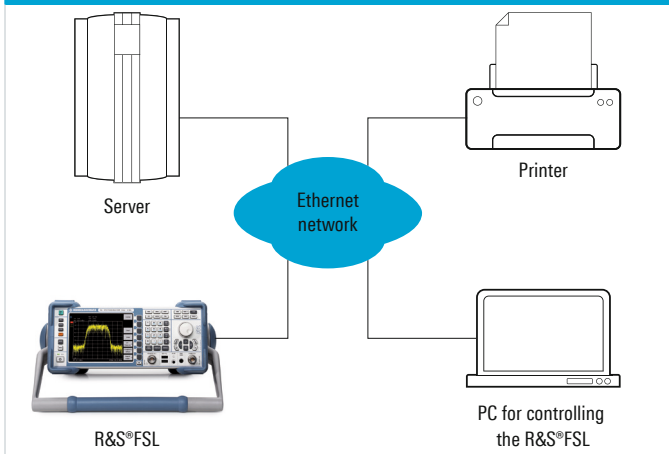 Server
Printer
Ethernet
network
R&S®FSL
PC for controlling
the R&S®FSL